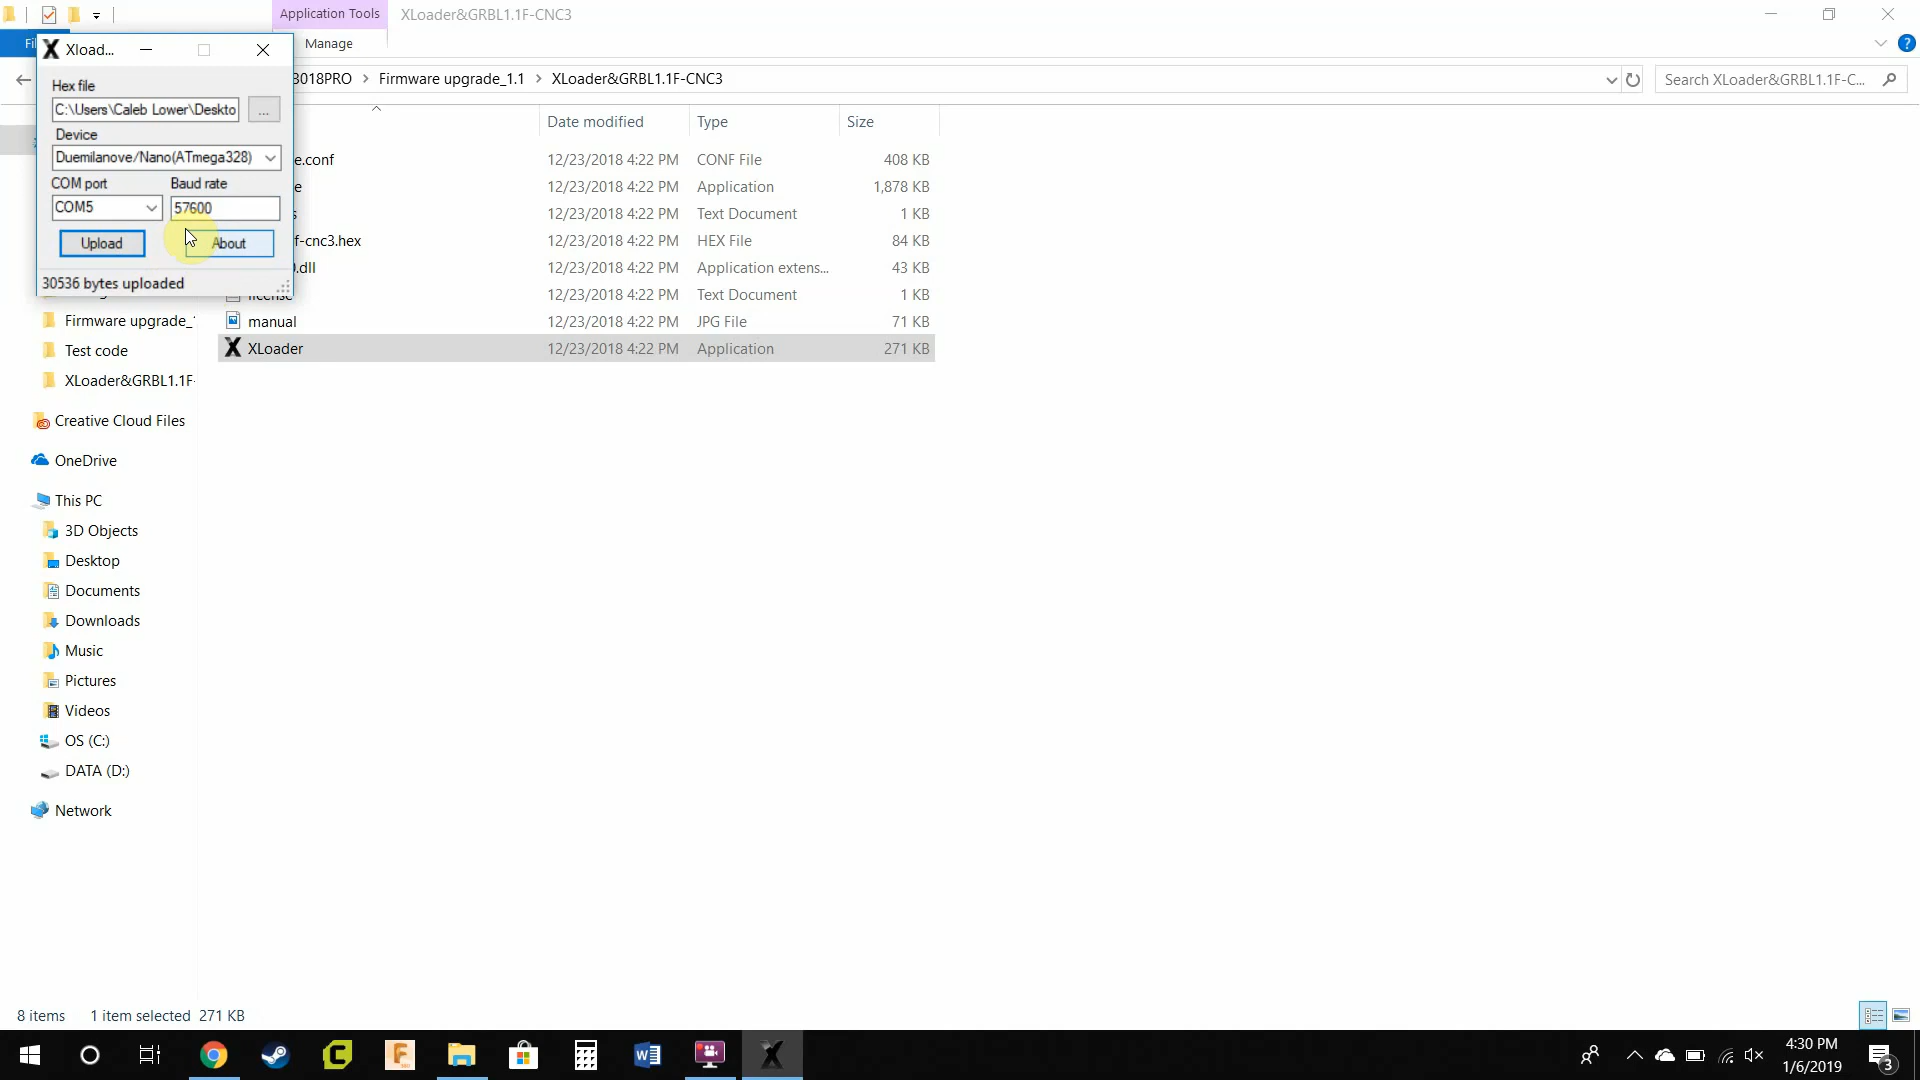 Application Tools
XLoader&GRBL1.1F-CNC3
Manage
Xload...
3018PRO > Firmware upgrade_1.1 > XLoader&GRBL1.1F-CNC3
Search XLoader&GRBL1.1F-C...
Hex file
C:\Users\Caleb Lower\Deskto
...
Device
Duemilanove/Nano(ATmega328)
COM port
Baud rate
COM5
57600
Upload
About
30536 bytes uploaded
Date modified
Type
Size
e.conf
12/23/2018 4:22 PM
CONF File
408 KB
e
12/23/2018 4:22 PM
Application
1,878 KB
s
12/23/2018 4:22 PM
Text Document
1 KB
f-cnc3.hex
12/23/2018 4:22 PM
HEX File
84 KB
.dll
12/23/2018 4:22 PM
Application extens...
43 KB
license
12/23/2018 4:22 PM
Text Document
1 KB
manual
12/23/2018 4:22 PM
JPG File
71 KB
XLoader
12/23/2018 4:22 PM
Application
271 KB
Firmware upgrade_
Test code
XLoader&GRBL1.1F-
Creative Cloud Files
OneDrive
This PC
3D Objects
Desktop
Documents
Downloads
Music
Pictures
Videos
OS (C:)
DATA (D:)
Network
8 items
1 item selected 271 KB
4:30 PM
1/6/2019
3